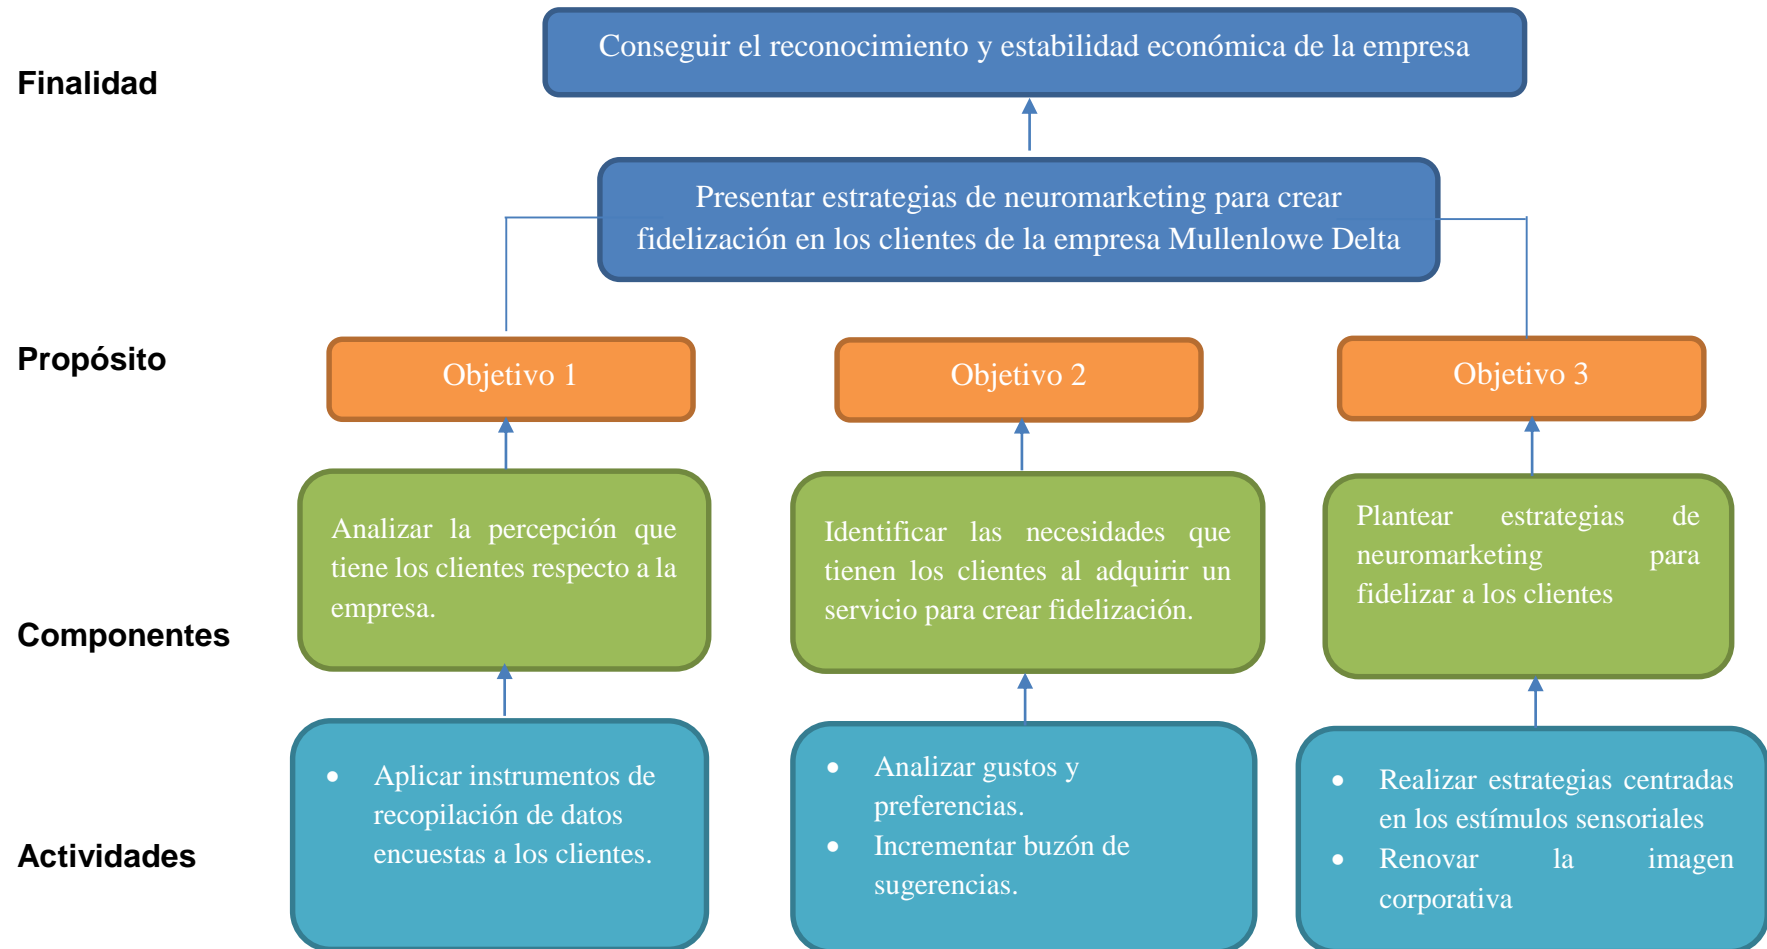 Conseguir el reconocimiento y estabilidad económica de la empresa
Finalidad
Presentar estrategias de neuromarketing para crear
fidelización en los clientes de la empresa Mullenlowe Delta
Propósito
Objetivo 1
Objetivo 2
Objetivo 3
Componentes
Analizar la percepción que
tiene los clientes respecto a la
empresa.
Identificar las necesidades que
tienen los clientes al adquirir un
servicio para crear fidelización.
Plantear estrategias de
neuromarketing para
fidelizar a los clientes
Actividades
• Aplicar instrumentos de
recopilación de datos
encuestas a los clientes.
• Analizar gustos y
preferencias.
• Incrementar buzón de
sugerencias.
• Realizar estrategias centradas
en los estímulos sensoriales
• Renovar la imagen
corporativa